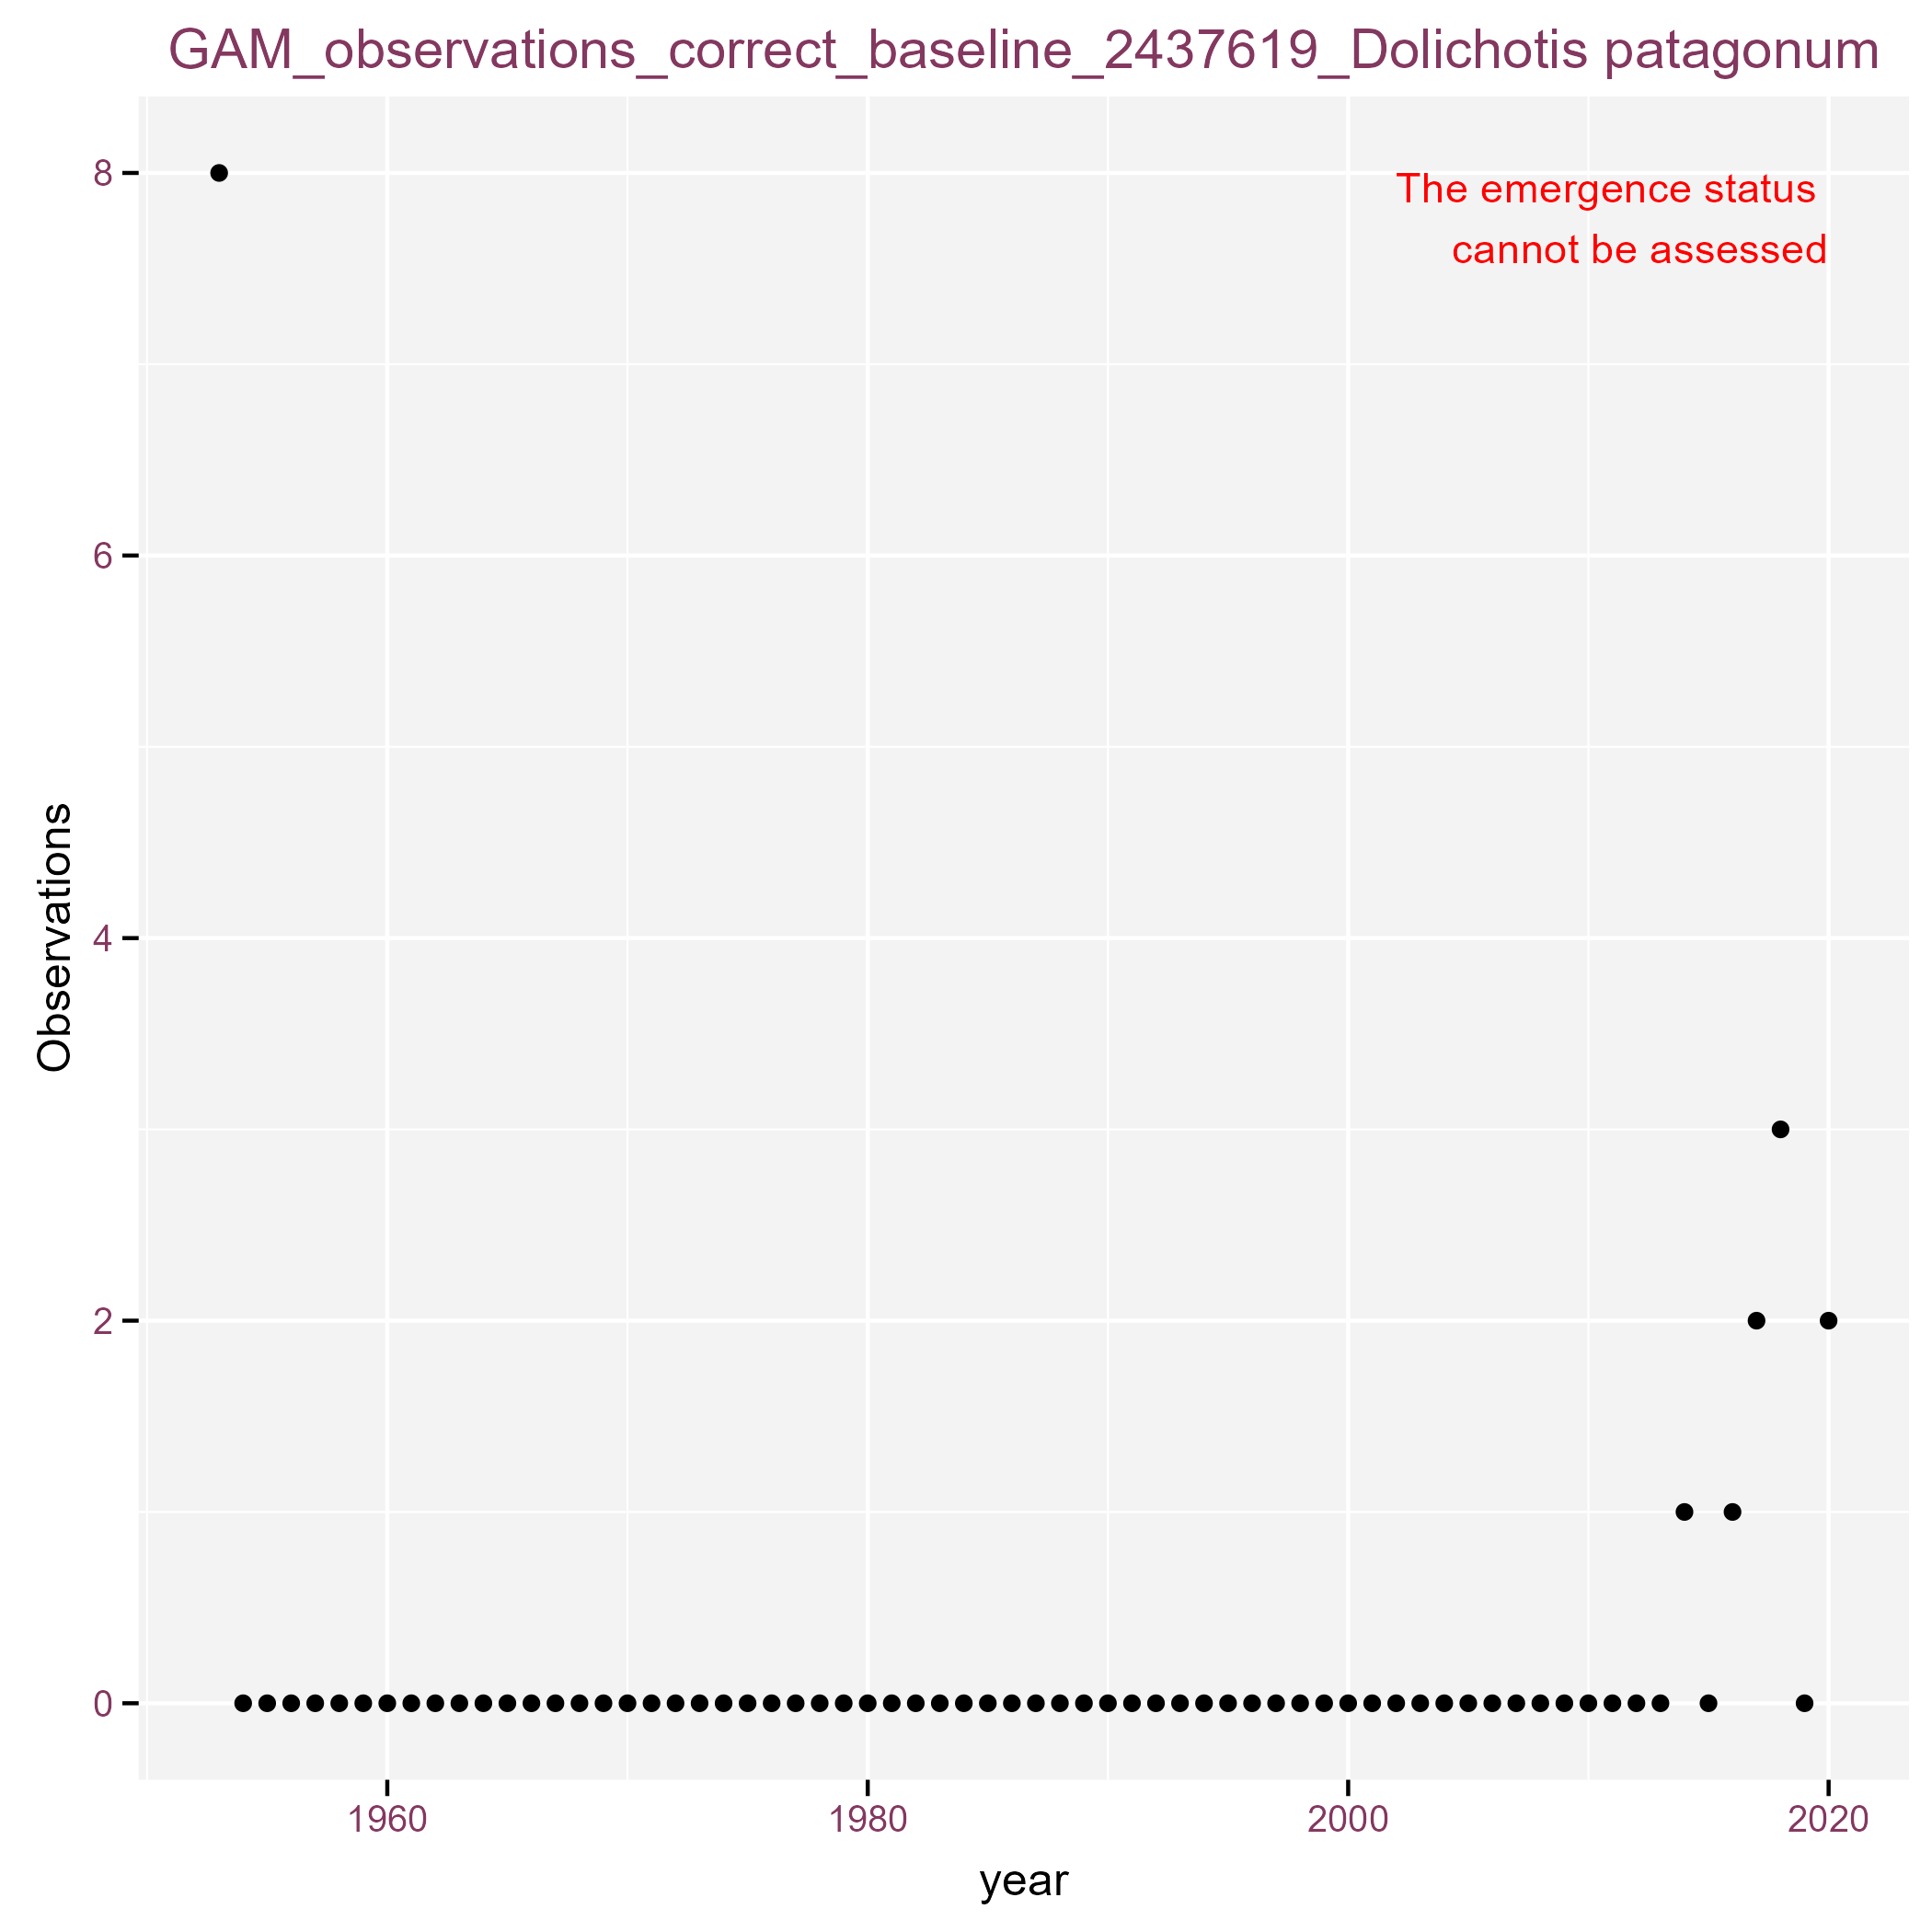 GAM_observations_correct_baseline_2437619_Dolichotis patagonum
The emergence status
cannot be assessed
8
6
4
2
0
Observations
1960 1980 2000 2020
year